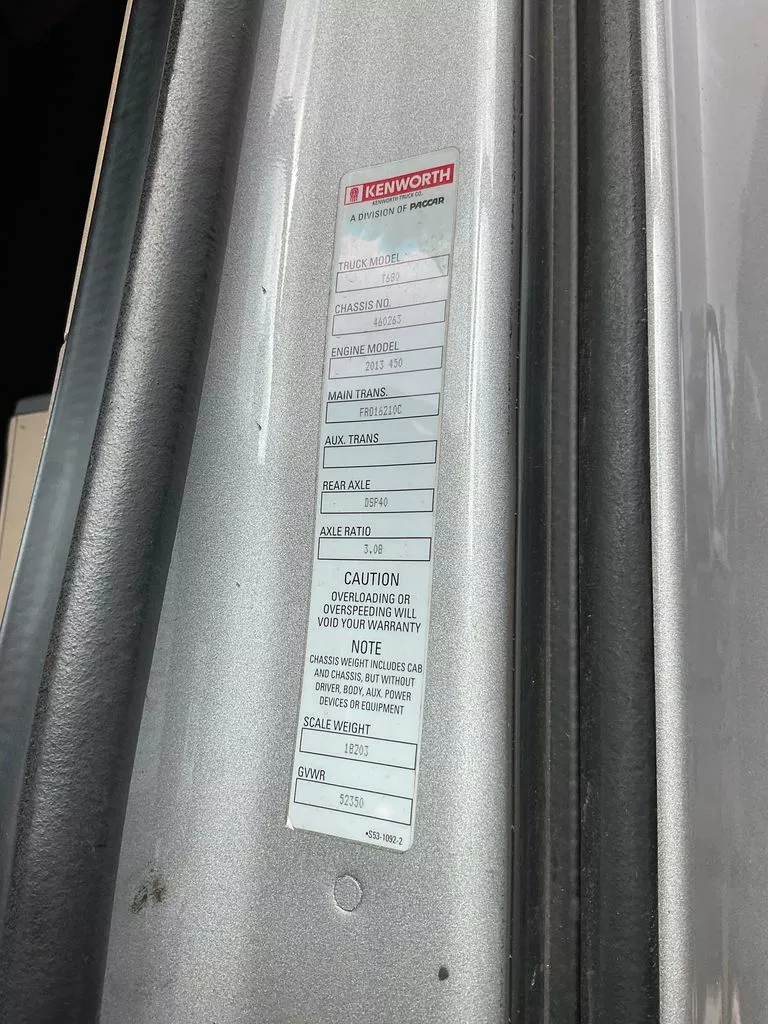 KENWORTH
KENWORTH TRUCK CO.
A DIVISION OF PACCAR
TRUCK MODEL
T680
CHASSIS NO.
460263
ENGINE MODEL
2013 450
MAIN TRANS.
FRO16210C
AUX. TRANS
REAR AXLE
DSP40
AXLE RATIO
3.08
CAUTION
OVERLOADING OR
OVERSPEEDING WILL
VOID YOUR WARRANTY
NOTE
CHASSIS WEIGHT INCLUDES CAB
AND CHASSIS, BUT WITHOUT
DRIVER, BODY, AUX. POWER
DEVICES OR EQUIPMENT
SCALE WEIGHT
18203
GVWR
52350
•S53-1092-2